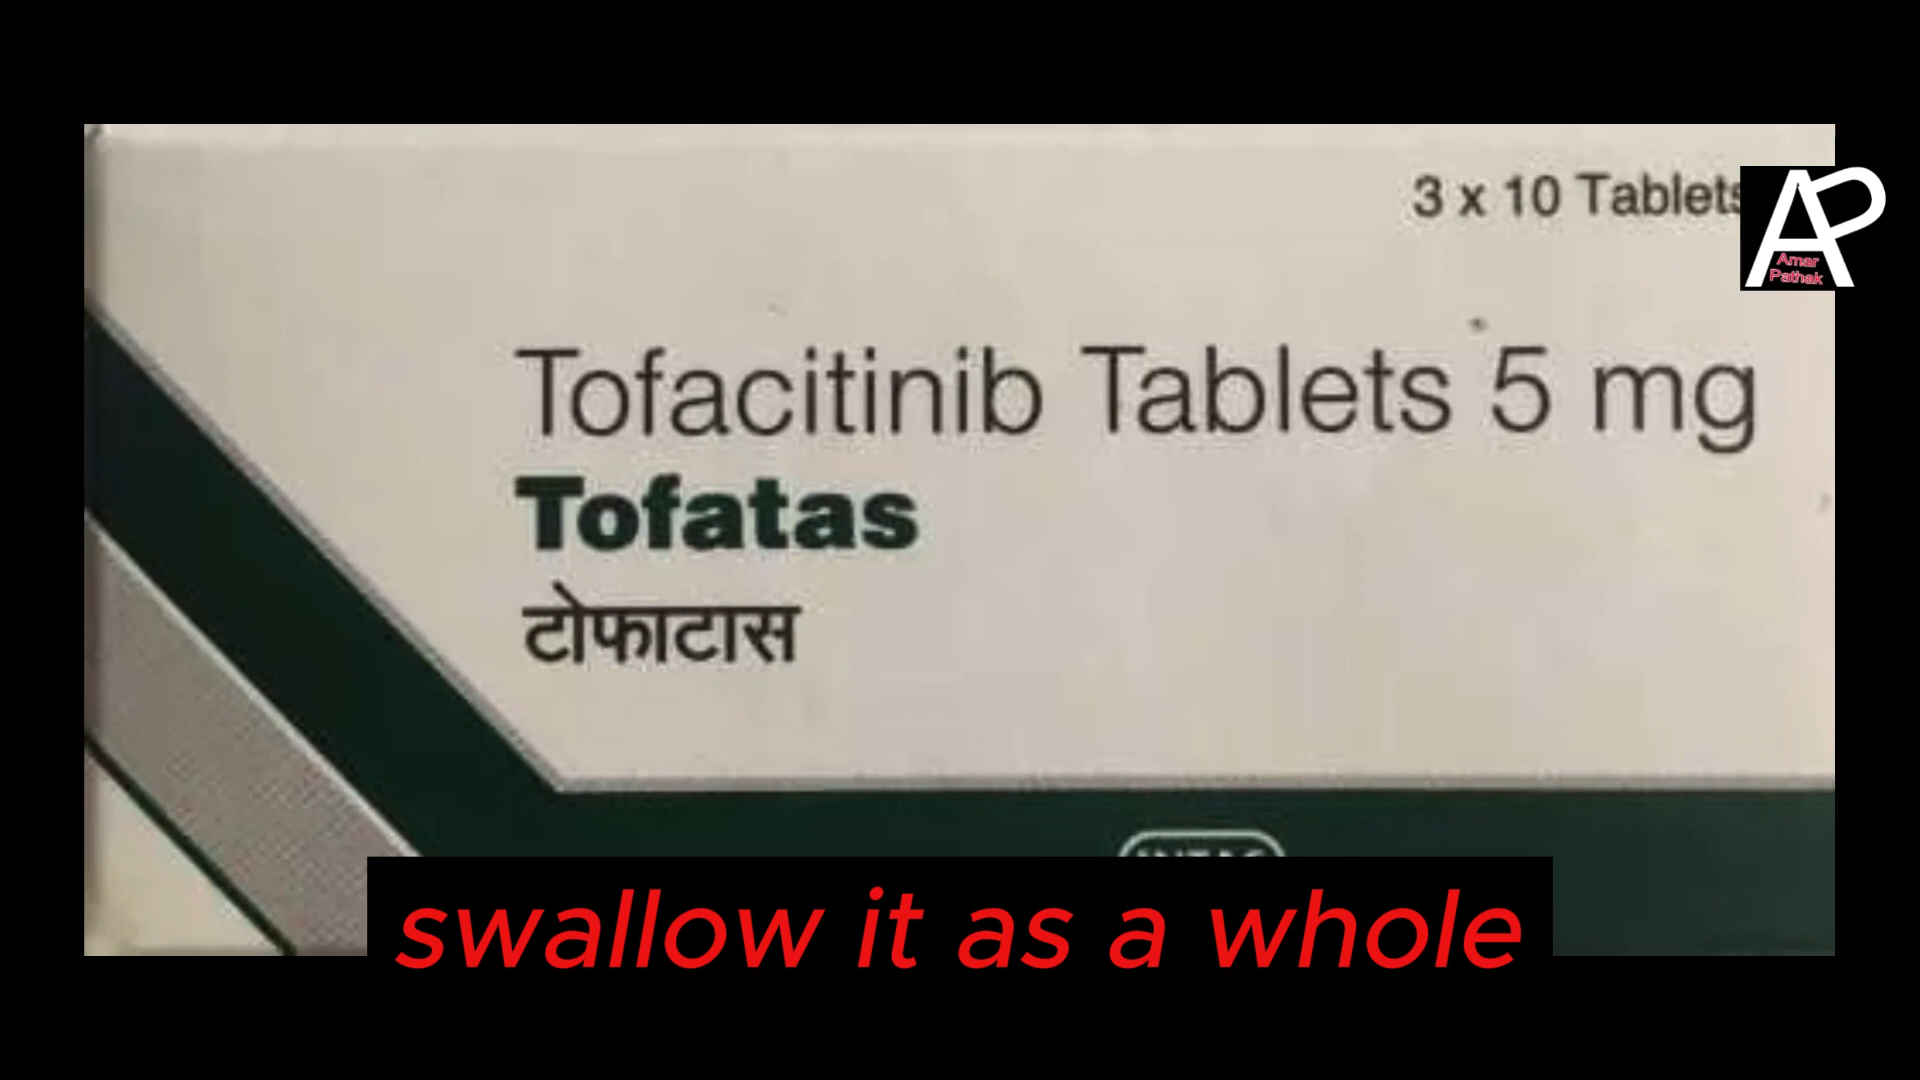 3 x 10 Tablets
Amar
Pathak
Tofacitinib Tablets 5 mg
Tofatas
टोफाटास
swallow it as a whole